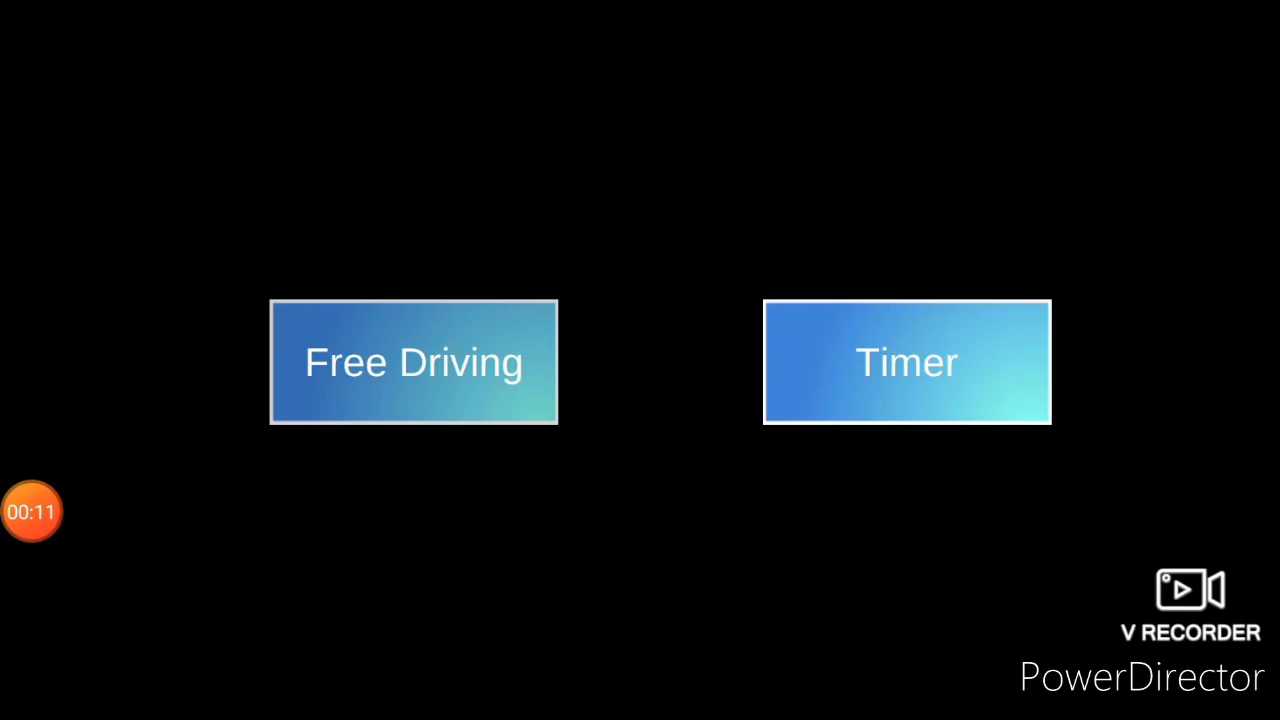 Free Driving
Timer
00:11
V RECORDER
PowerDirector